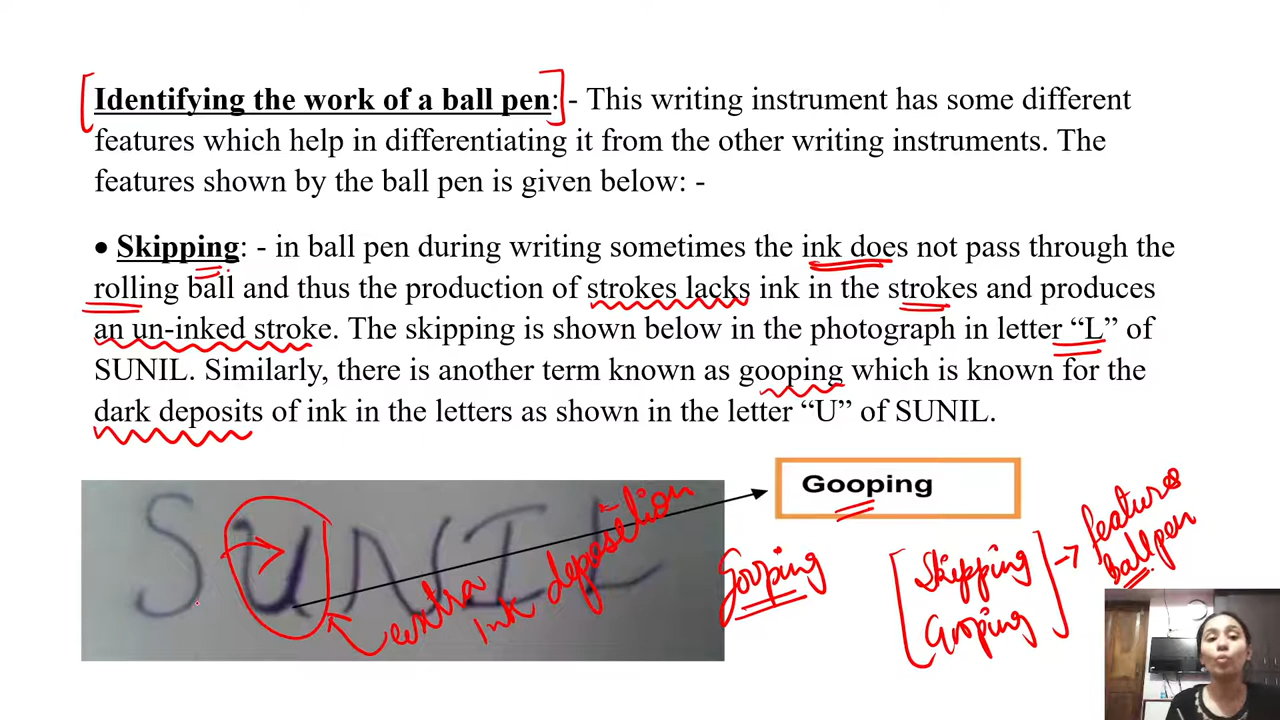 Identifying the work of a ball pen: - This writing instrument has some different
features which help in differentiating it from the other writing instruments. The
features shown by the ball pen is given below: -
• Skipping: - in ball pen during writing sometimes the ink does not pass through the
rolling ball and thus the production of strokes lacks ink in the strokes and produces
an un-inked stroke. The skipping is shown below in the photograph in letter “L” of
SUNIL. Similarly, there is another term known as gooping which is known for the
dark deposits of ink in the letters as shown in the letter “U” of SUNIL.
Gooping
SUNIL
extra
ink deposition
Gooping
Skipping
Gooping
features
ball pen